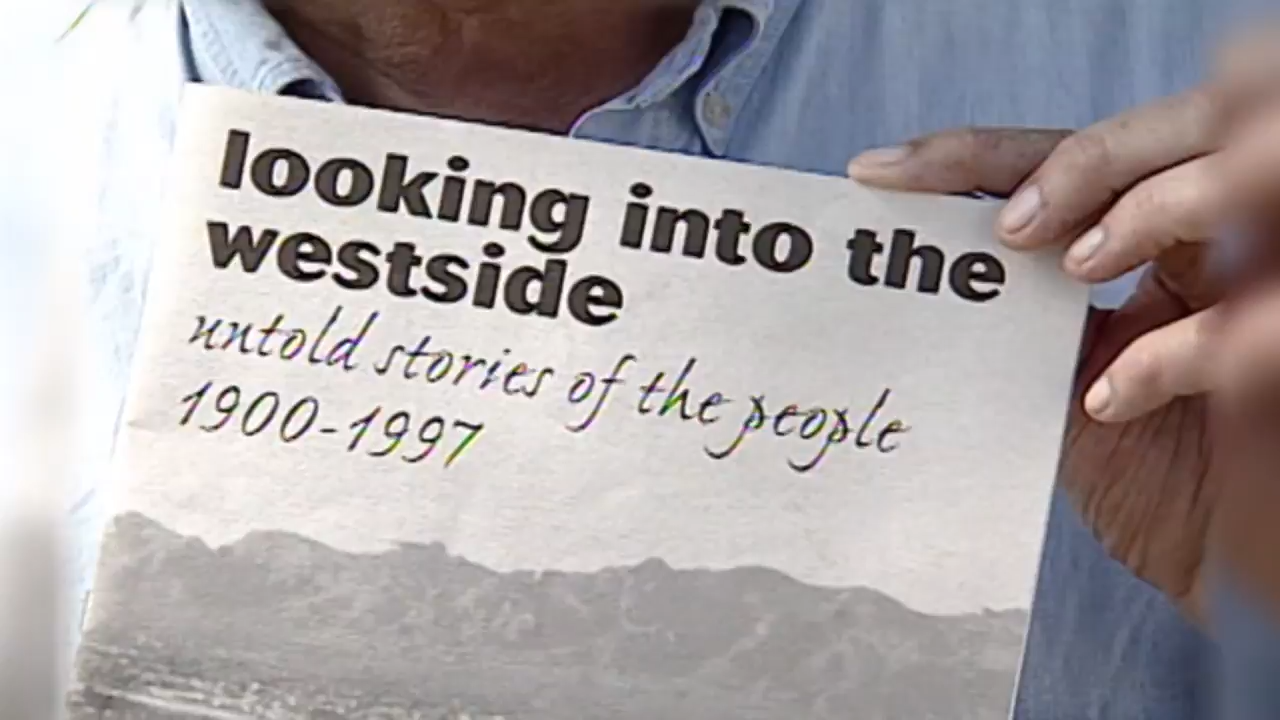 looking into the
westside
untold stories of the people
1900-1997